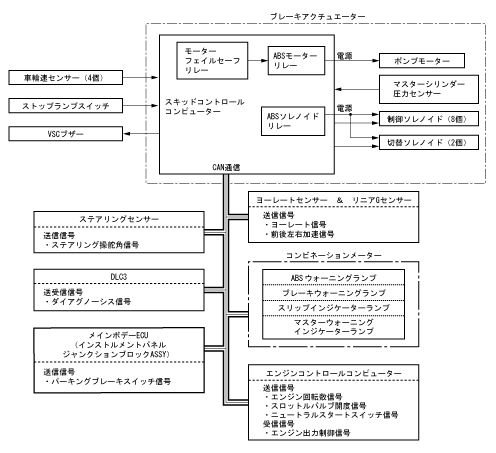 ブレーキアクチュエーター
モーター
フェイルセーフ
リレー
ABSモーター
リレー
電源
ポンプモーター
車輪速センサー（4個）
マスターシリンダー
圧力センサー
ストップランプスイッチ
スキッドコントロール
コンピューター
ABSソレノイド
リレー
電源
制御ソレノイド（8個）
VSCブザー
切替ソレノイド（2個）
CAN通信
ヨーレートセンサー ＆ リニアGセンサー
送信信号
・ヨーレート信号
・前後左右加速信号
ステアリングセンサー
送信信号
・ステアリング操舵角信号
コンビネーションメーター
ABSウォーニングランプ
ブレーキウォーニングランプ
スリップインジケーターランプ
マスターウォーニング
インジケーターランプ
DLC3
送受信信号
・ダイアグノーシス信号
メインボデーECU
（インストルメントパネル
ジャンクションブロックASSY）
送信信号
・パーキングブレーキスイッチ信号
エンジンコントロールコンピューター
送信信号
・エンジン回転数信号
・スロットルバルブ開度信号
・ニュートラルスタートスイッチ信号
受信信号
・エンジン出力制御信号